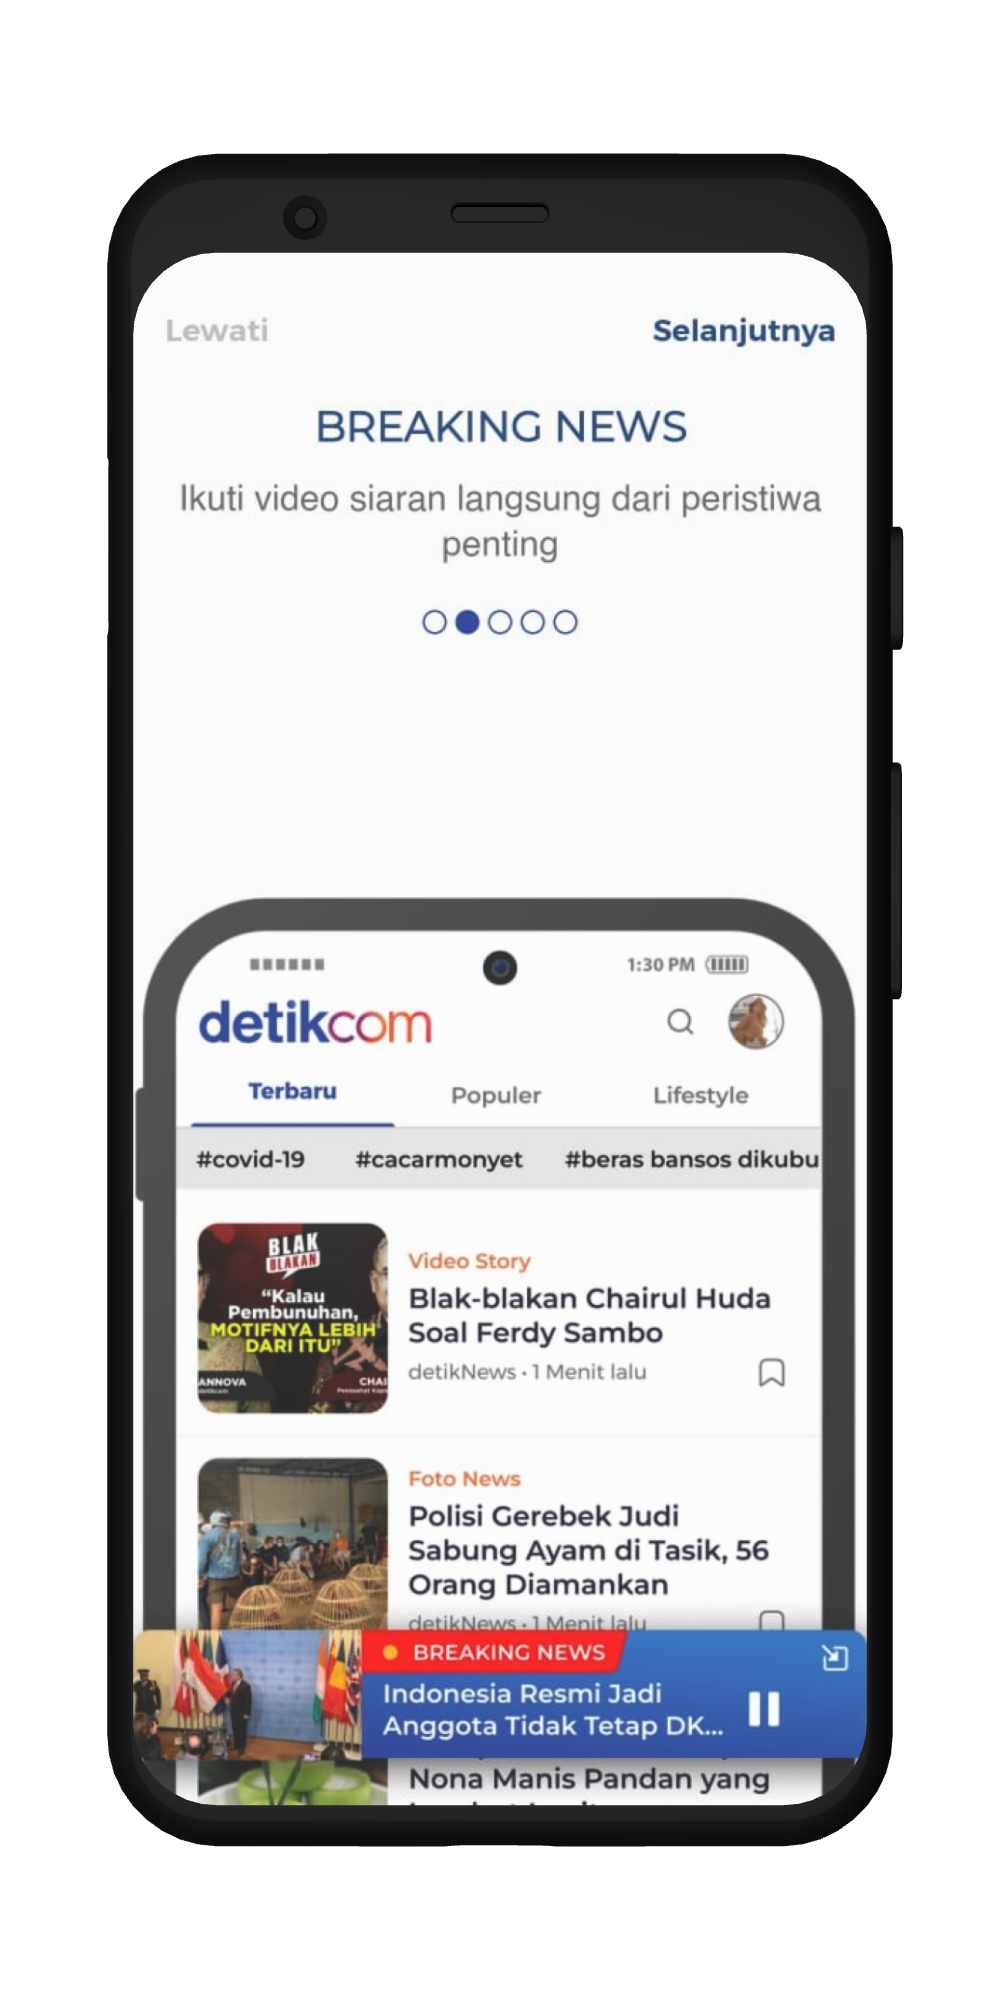 Lewati
Selanjutnya
BREAKING NEWS
Ikuti video siaran langsung dari peristiwa
penting
1:30 PM
detikcom
Terbaru
Populer
Lifestyle
#covid-19
#cacarmonyet
#beras bansos dikubu
BLAK
BLAKAN
“Kalau
Pembunuhan,
MOTIFNYA LEBIH
DARI ITU”
ANNOVA
detikcom
CHAI
Video Story
Blak-blakan Chairul Huda
Soal Ferdy Sambo
detikNews • 1 Menit lalu
Foto News
Polisi Gerebek Judi
Sabung Ayam di Tasik, 56
Orang Diamankan
detikNews • 1 Menit lalu
BREAKING NEWS
Indonesia Resmi Jadi
Anggota Tidak Tetap DK...
Nona Manis Pandan yang